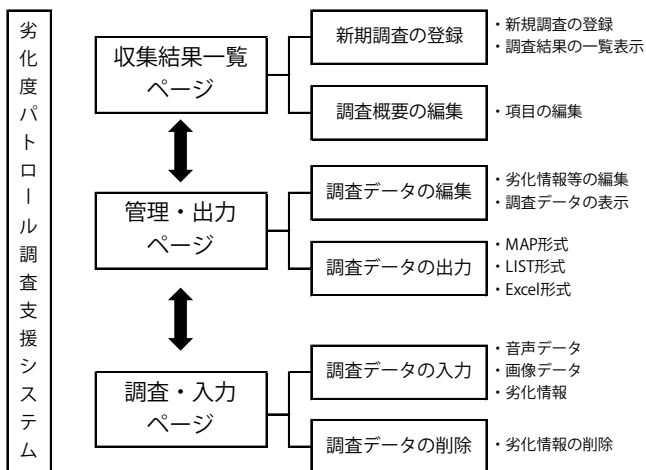 劣化度パトロール調査支援システム
収集結果一覧
ページ
新期調査の登録
・新規調査の登録
・調査結果の一覧表示
調査概要の編集
・項目の編集
管理・出力
ページ
調査データの編集
・劣化情報等の編集
・調査データの表示
調査データの出力
・MAP形式
・LIST形式
・Excel形式
調査・入力
ページ
調査データの入力
・音声データ
・画像データ
・劣化情報
調査データの削除
・劣化情報の削除